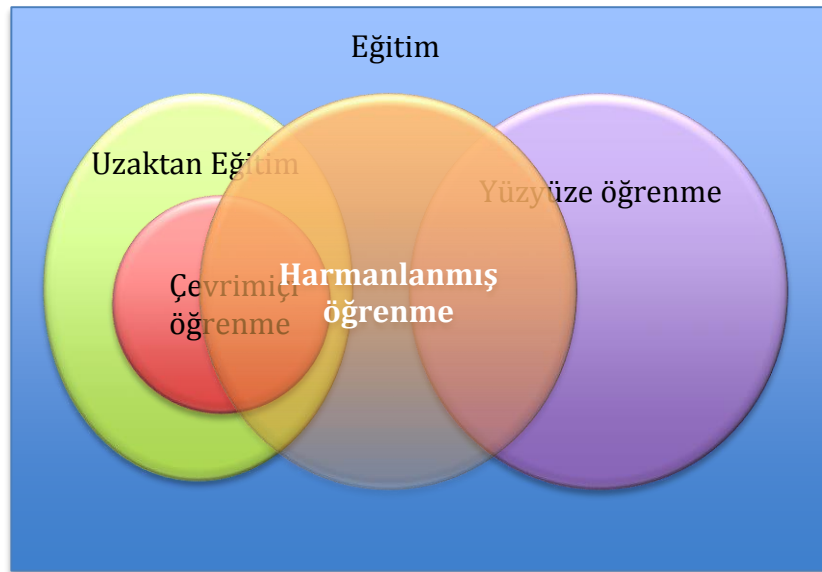 Eğitim
Uzaktan Eğitim
Yüzyüze öğrenme
Çevrimiçi
öğrenme
Harmanlanmış
öğrenme